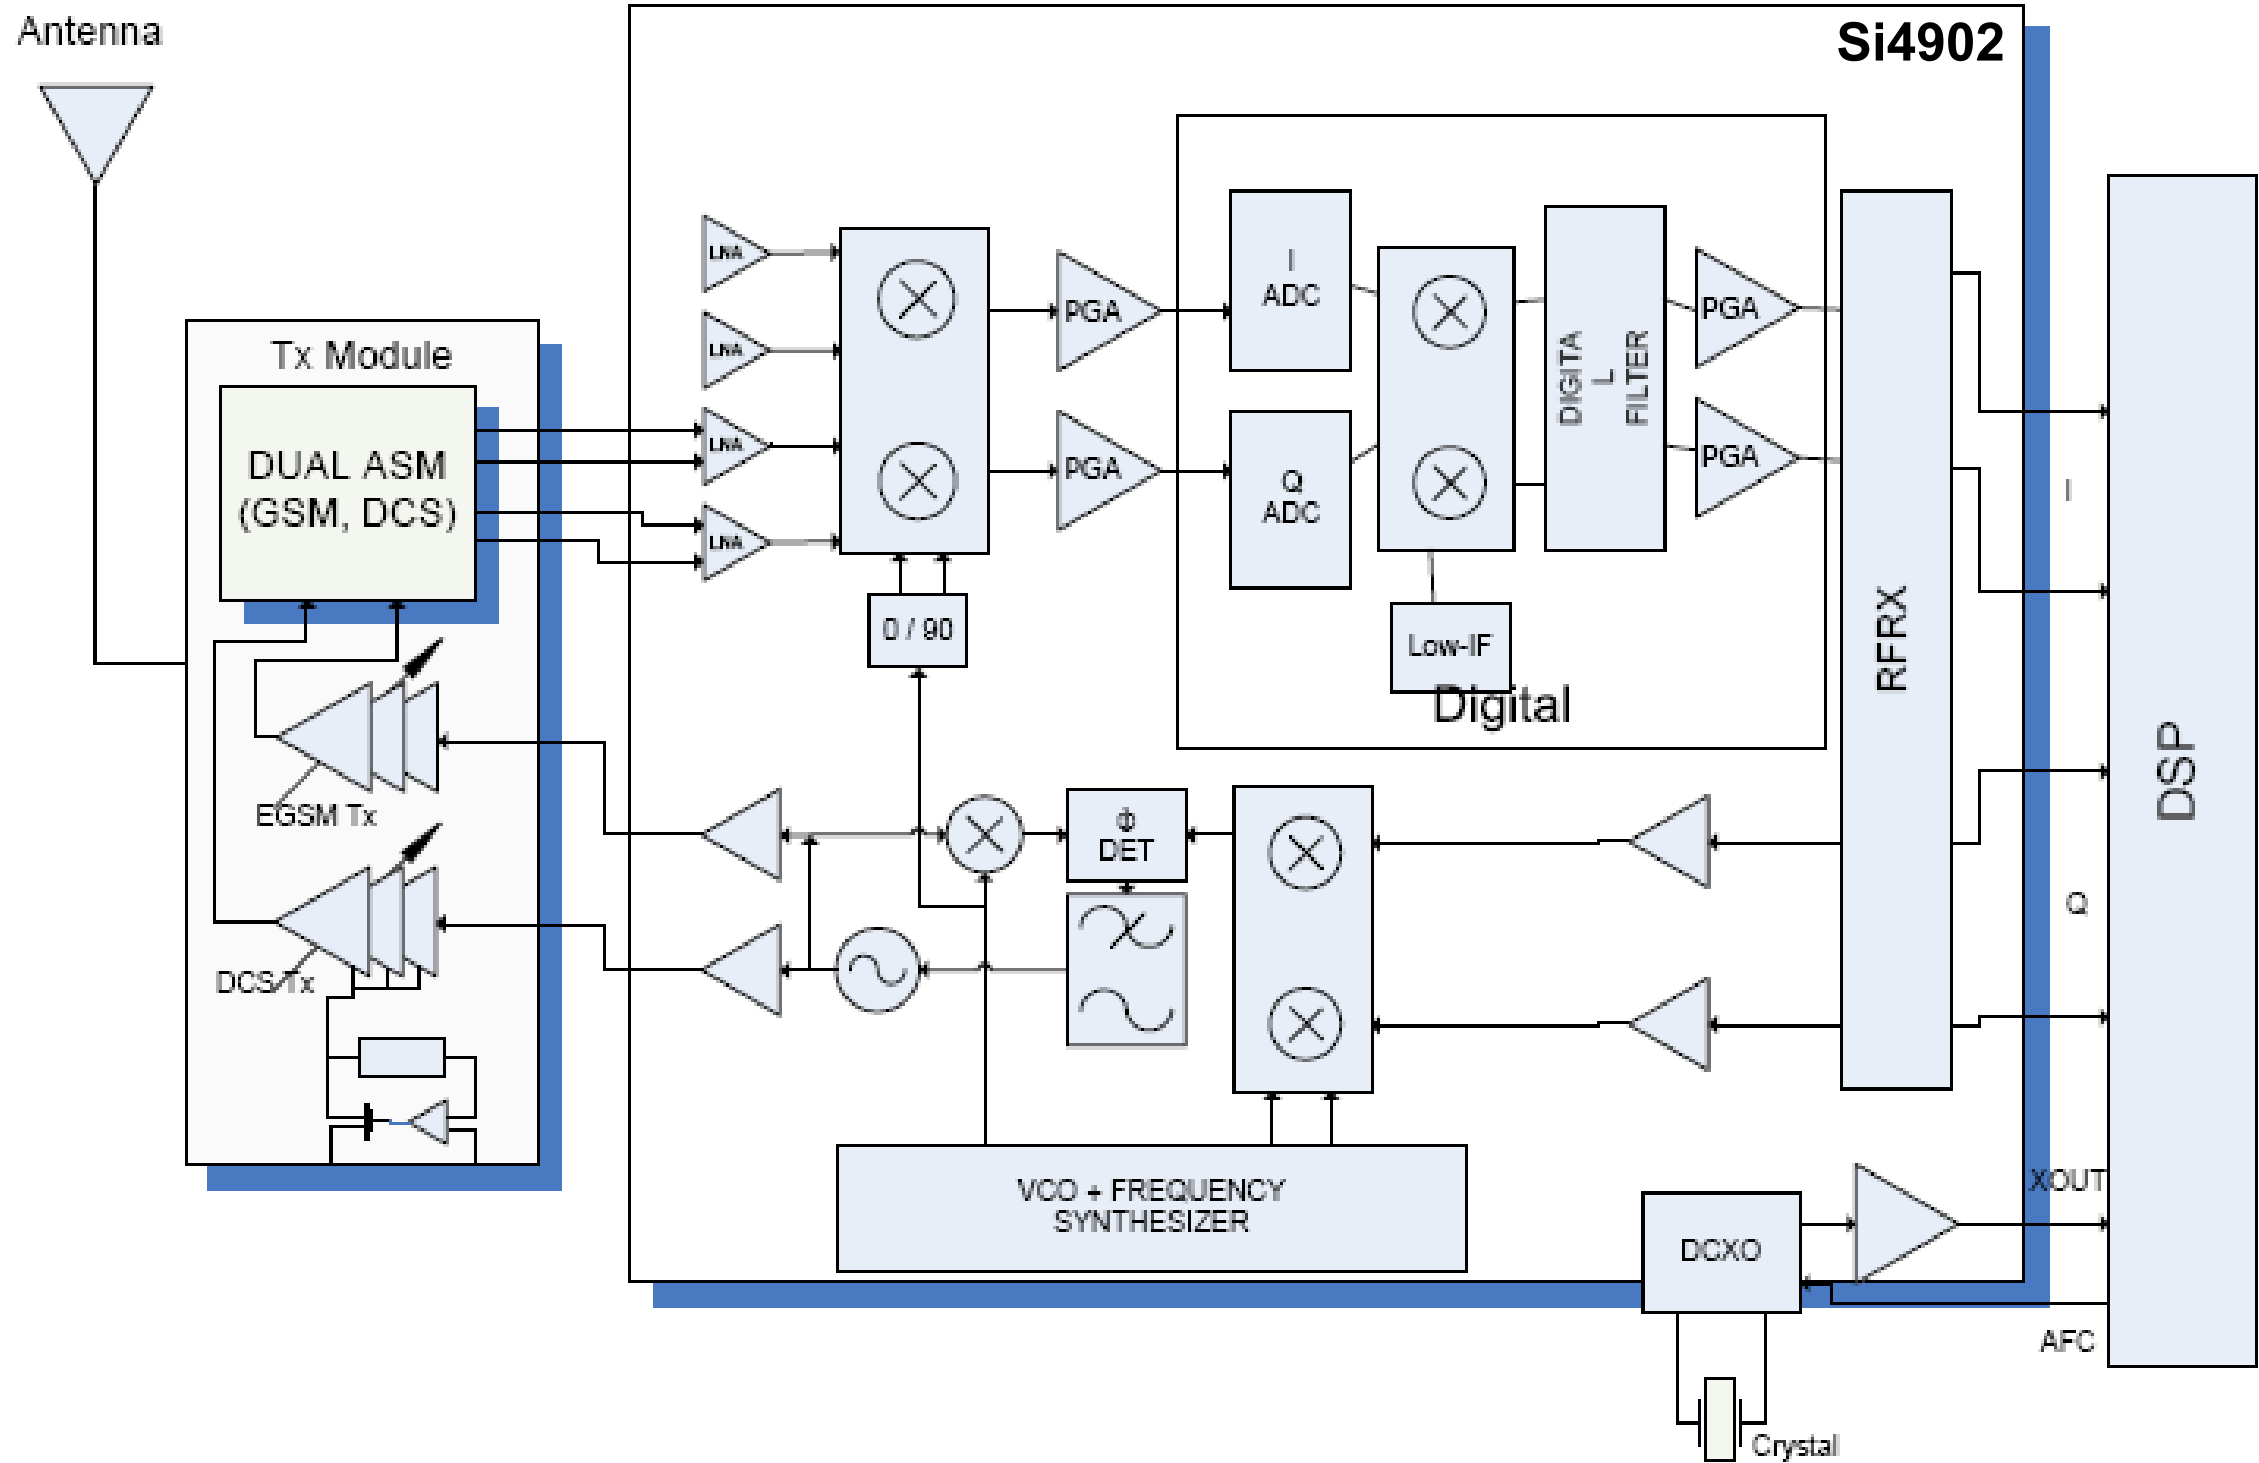 Antenna
Si4902
Tx Module
DUAL ASM
(GSM, DCS)
EGSM Tx
DCS Tx
LNA
LNA
LNA
LNA
0 / 90
PGA
PGA
I
ADC
Q
ADC
DIGITA
L
FILTER
Low-IF
Digital
PGA
PGA
RFRX
I
Q
DSP
Φ
DET
VCO + FREQUENCY
SYNTHESIZER
DCXO
XOUT
AFC
Crystal